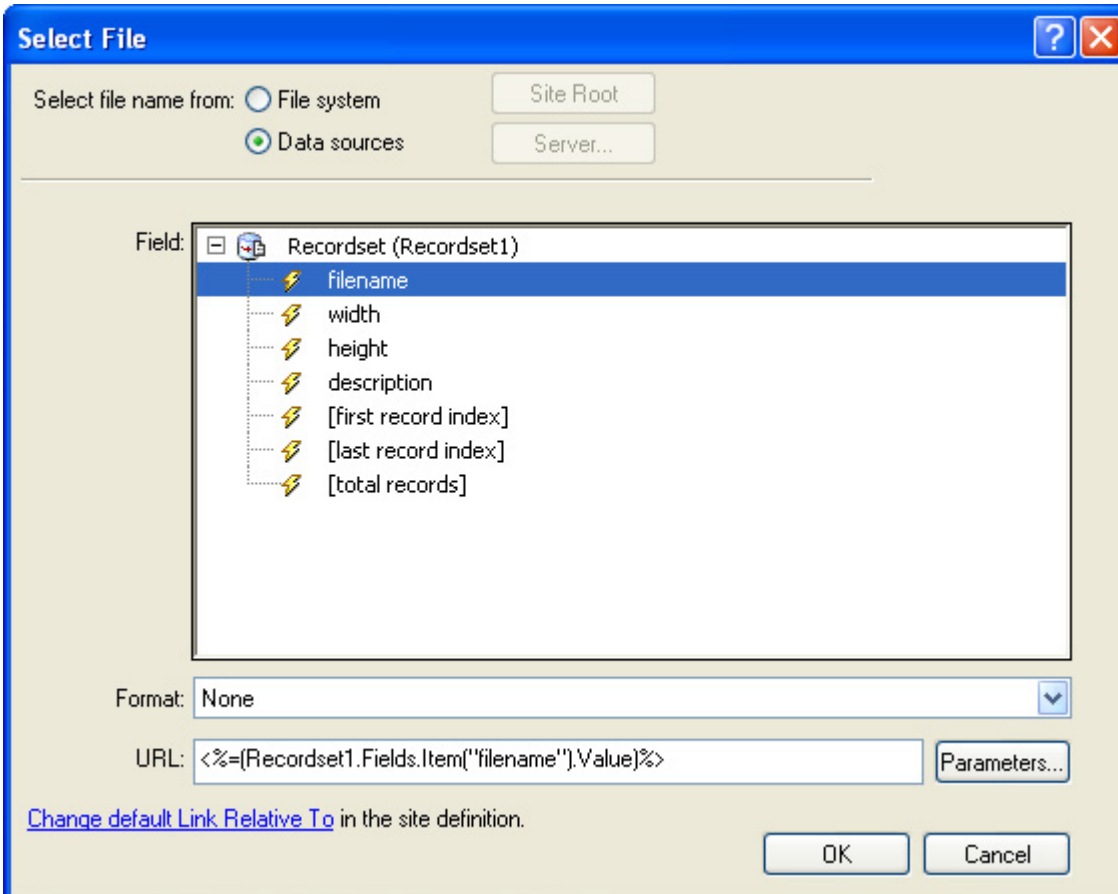 Select File
Select file name from: File system Site Root
Data sources Server...
Field: Recordset (Recordset1)
filename
width
height
description
[first record index]
[last record index]
[total records]
Format: None
URL: <%=(Recordset1.Fields.Item("filename").Value)%> Parameters...
Change default Link Relative To in the site definition.
OK Cancel